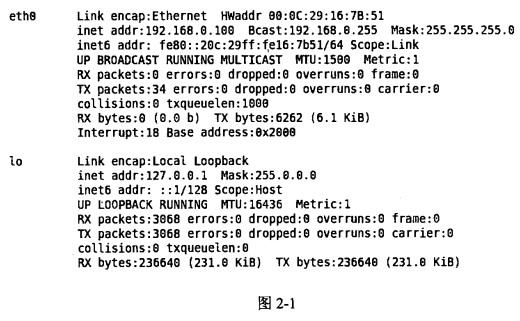 eth0 Link encap:Ethernet HWaddr 00:0C:29:16:7B:51
inet addr:192.168.0.100 Bcast:192.168.0.255 Mask:255.255.255.0
inet6 addr: fe80::20c:29ff:fe16:7b51/64 Scope:Link
UP BROADCAST RUNNING MULTICAST MTU:1500 Metric:1
RX packets:0 errors:0 dropped:0 overruns:0 frame:0
TX packets:34 errors:0 dropped:0 overruns:0 carrier:0
collisions:0 txqueuelen:1000
RX bytes:0 (0.0 b) TX bytes:6262 (6.1 KiB)
Interrupt:18 Base address:0x2000
lo Link encap:Local Loopback
inet addr:127.0.0.1 Mask:255.0.0.0
inet6 addr: ::1/128 Scope:Host
UP LOOPBACK RUNNING MTU:16436 Metric:1
RX packets:3068 errors:0 dropped:0 overruns:0 frame:0
TX packets:3068 errors:0 dropped:0 overruns:0 carrier:0
collisions:0 txqueuelen:0
RX bytes:236640 (231.0 KiB) TX bytes:236640 (231.0 KiB)
图 2-1